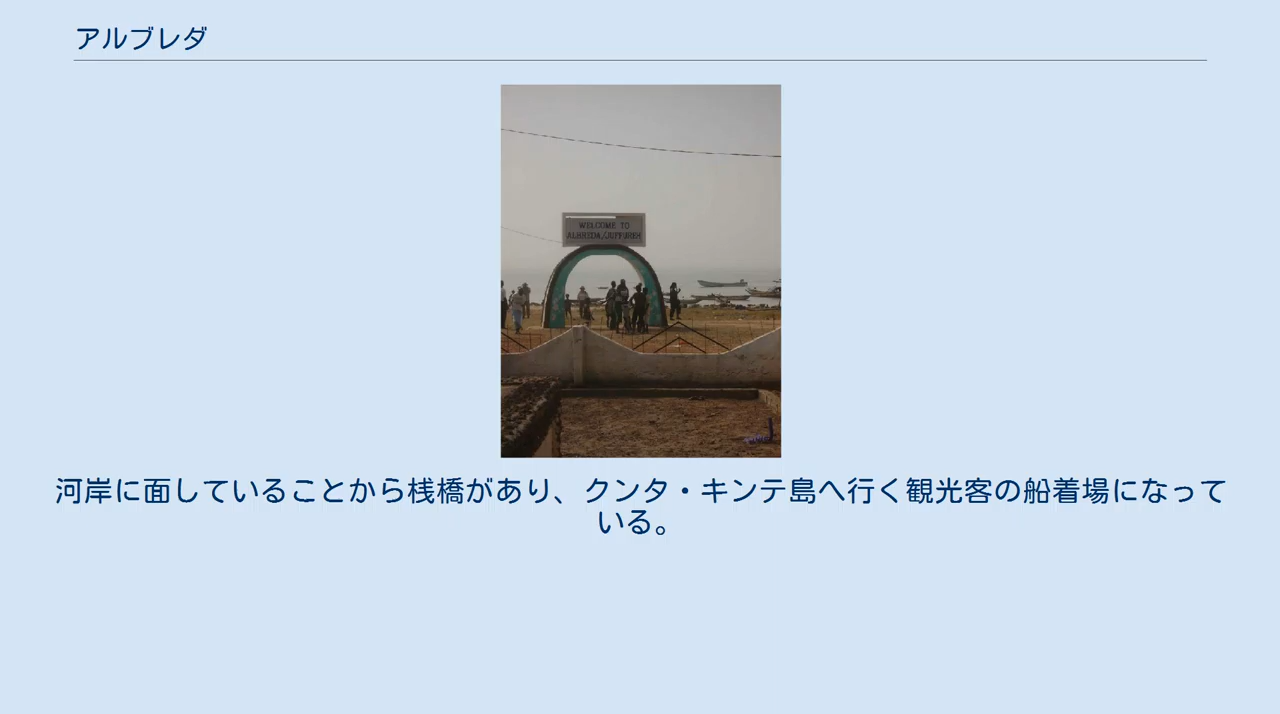 アルブレダ
WELCOME TO
ALBREDA/JUFFUREH
河岸に面していることから桟橋があり、クンタ・キンテ島へ行く観光客の船着場になって
いる。